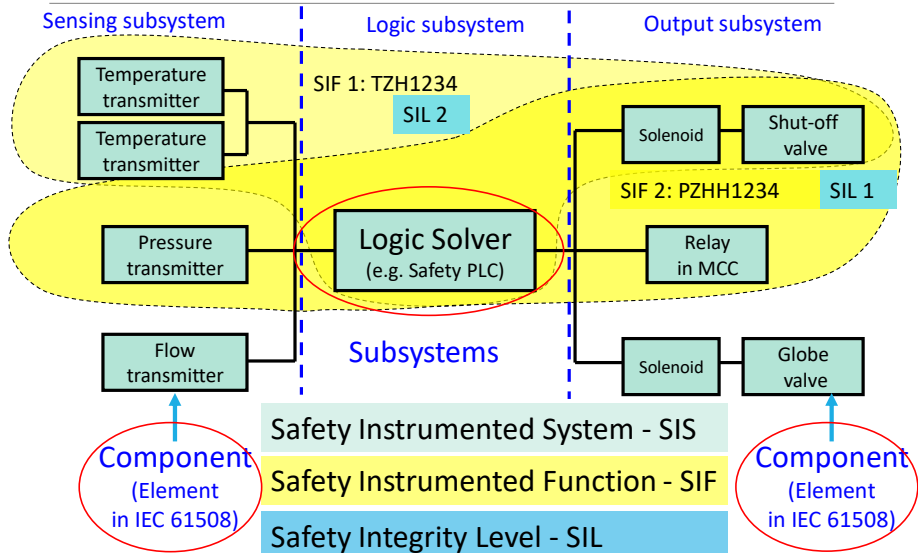 Sensing subsystem
Logic subsystem
Output subsystem
Temperature
transmitter
Temperature
transmitter
SIF 1: TZH1234
SIL 2
Solenoid
Shut-off
valve
SIF 2: PZHH1234
SIL 1
Pressure
transmitter
Logic Solver
(e.g. Safety PLC)
Relay
in MCC
Flow
transmitter
Subsystems
Solenoid
Globe
valve
Component
(Element
in IEC 61508)
Safety Instrumented System - SIS
Safety Instrumented Function - SIF
Safety Integrity Level - SIL
Component
(Element
in IEC 61508)